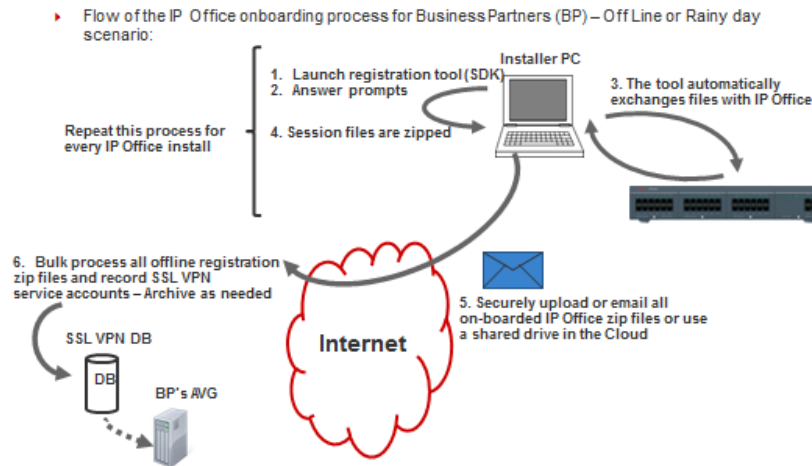 Flow of the IP Office onboarding process for Business Partners (BP) – Off Line or Rainy day
scenario:
Installer PC
1. Launch registration tool (SDK)
2. Answer prompts
3. The tool automatically
exchanges files with IP Office
Repeat this process for
every IP Office install
4. Session files are zipped
6. Bulk process all offline registration
zip files and record SSL VPN
service accounts – Archive as needed
5. Securely upload or email all
on-boarded IP Office zip files or use
a shared drive in the Cloud
Internet
SSL VPN DB
DB
BP's AVG